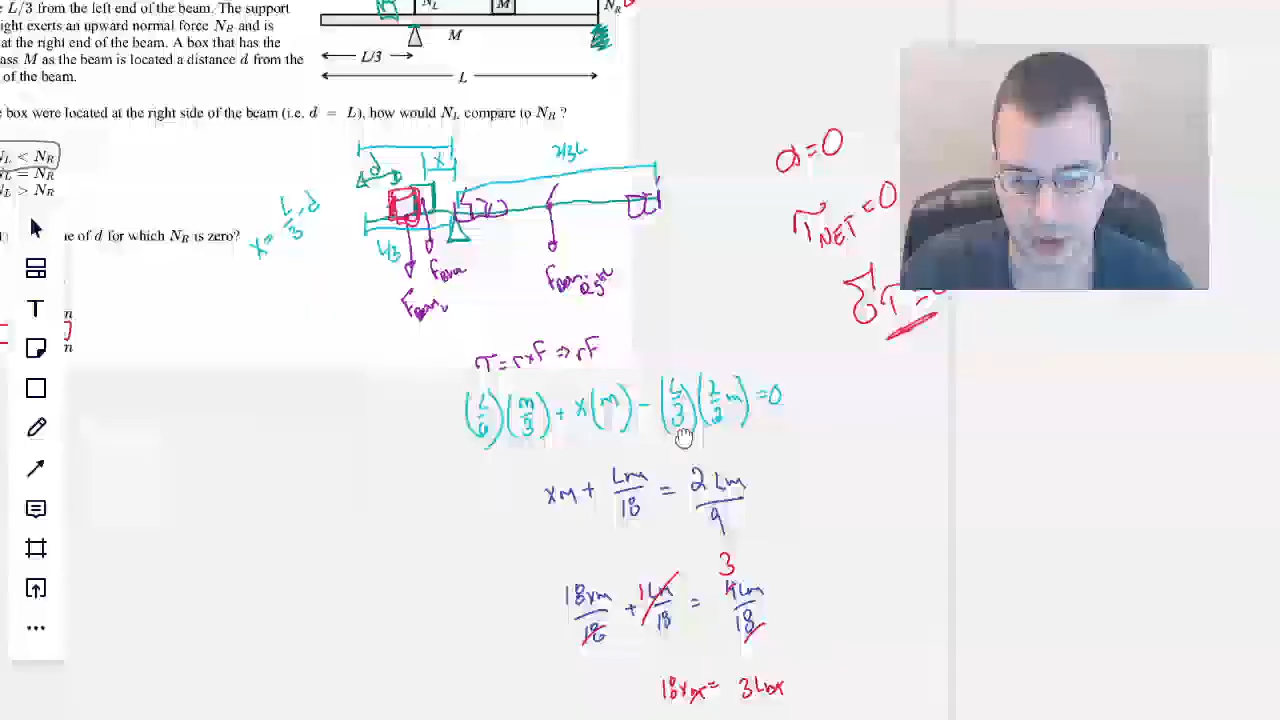 L/3 from the left end of the beam. The support
ight exerts an upward normal force N_R and is
at the right end of the beam. A box that has the
ass M as the beam is located a distance d from the
of the beam.
N_L M N_R
M
L/3
L
box were located at the right side of the beam (i.e. d = L), how would N_L compare to N_R ?
N_L < N_R
N_L = N_R
N_L > N_R
ue of d for which N_R is zero?
n
n
T
d x 2/3L
x = L/3 - d
L/3
F_Beam
F_Beam right
α=0
τ_NET = 0
τ = r×F ⇒ rF
(L/6)(m/3) + x(m) - (L/3)(2/3 m) = 0
xm + Lm/18 = 2Lm/9
3
18xm/18 + 1Lm/18 = 4Lm/18
18xm = 3Lm